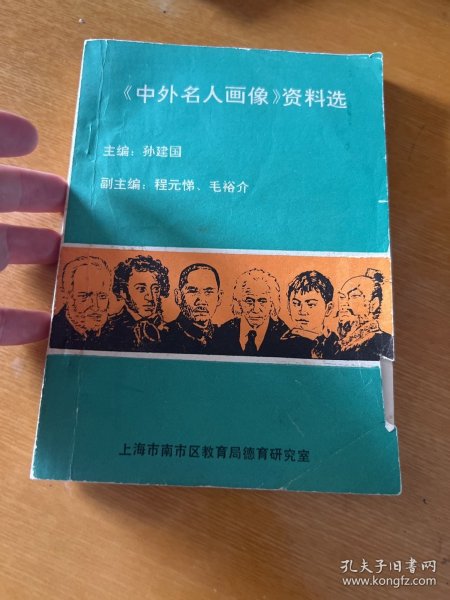 《中外名人画像》资料选
主编：孙建国
副主编：程元悌、毛裕介
上海市南市区教育局德育研究室
孔夫子旧书网
www.kongfz.com